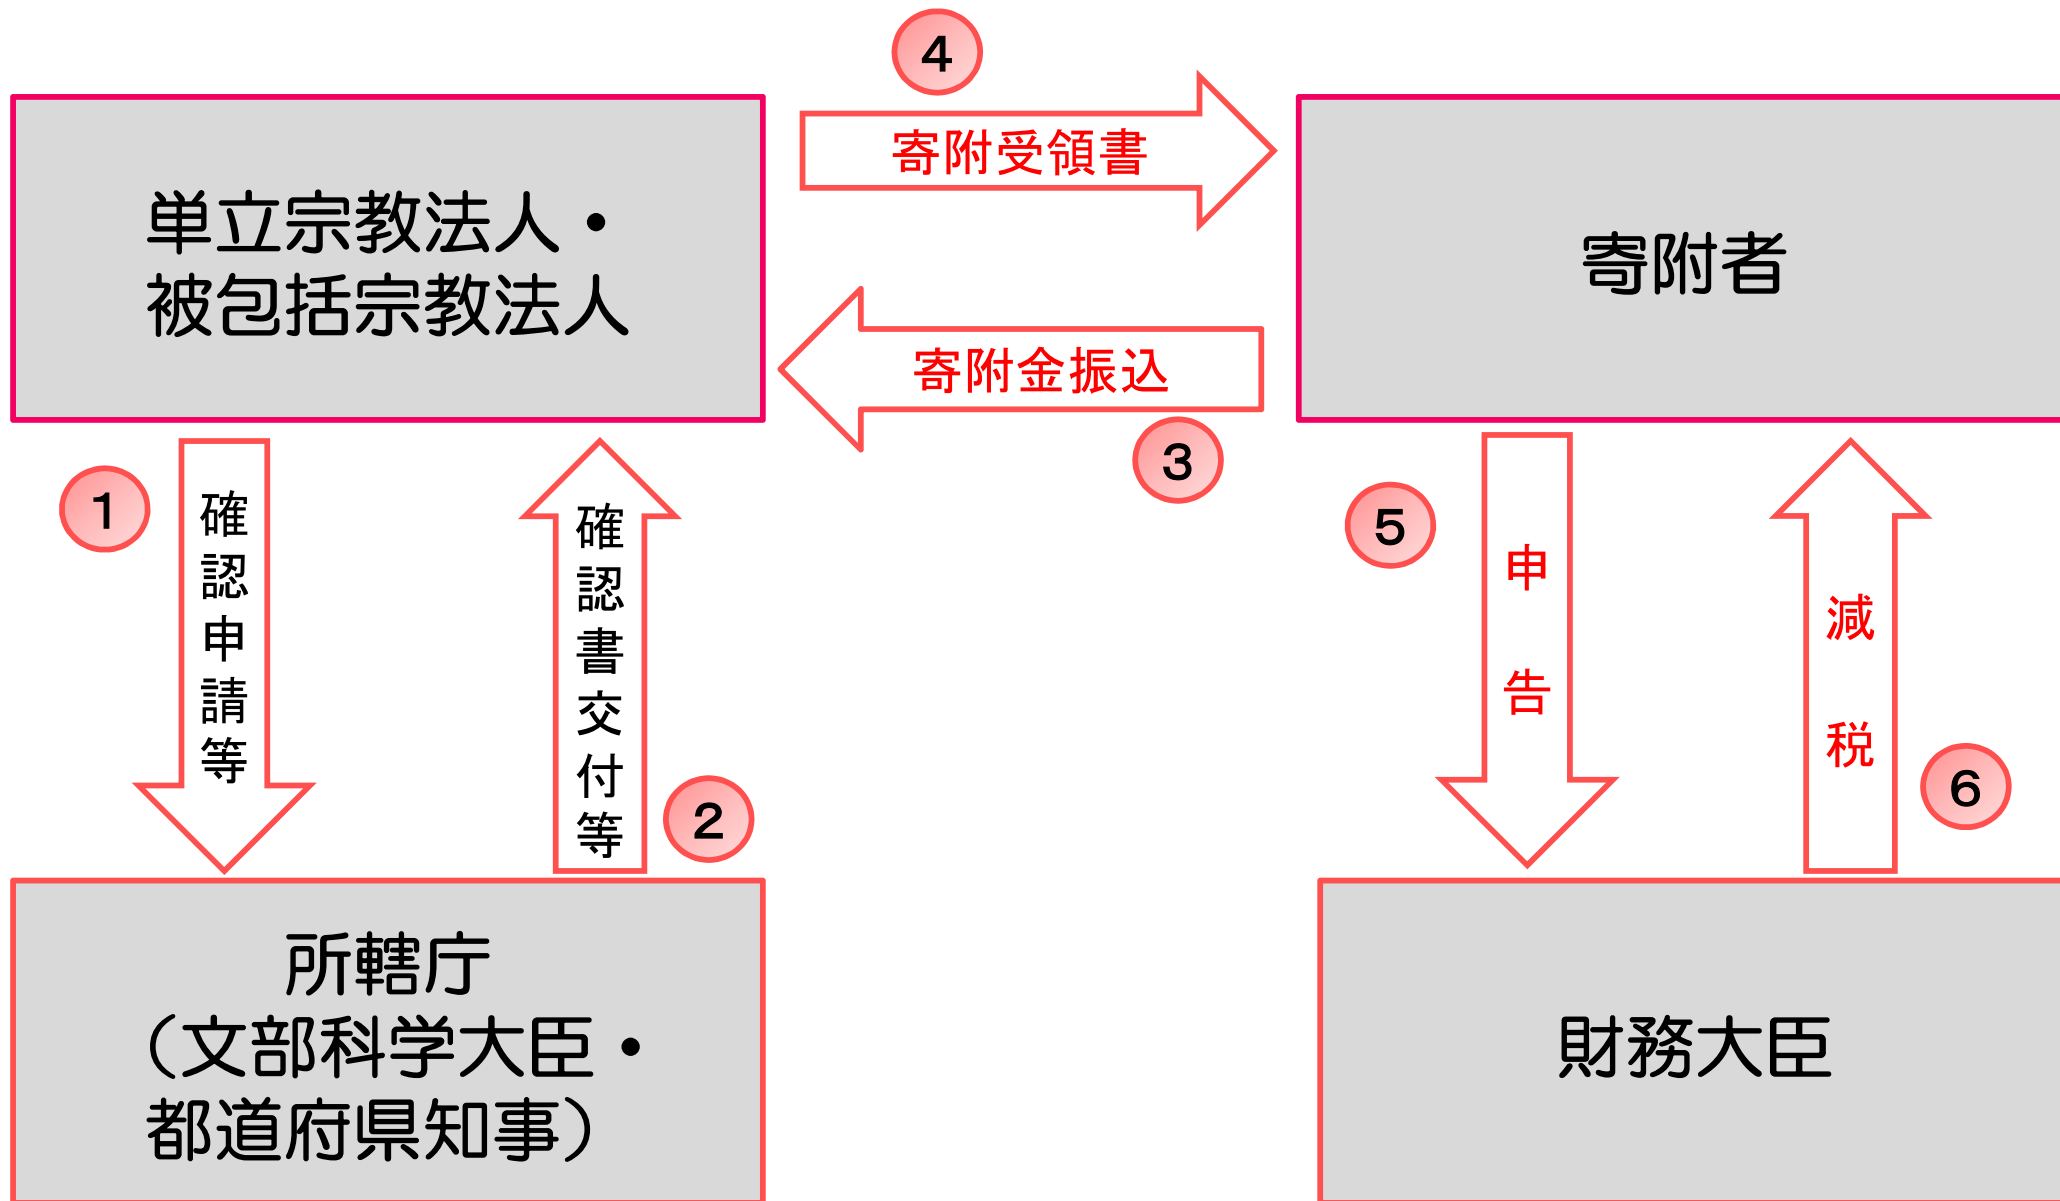 ④
寄附受領書
単立宗教法人・
被包括宗教法人
寄附者
寄附金振込
③
①
確認申請等
確認書交付等
②
⑤
申告
減税
⑥
所轄庁
（文部科学大臣・
都道府県知事）
財務大臣